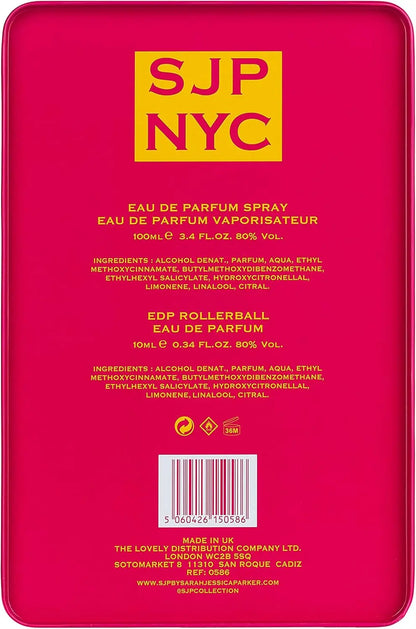 SJP
NYC
EAU DE PARFUM SPRAY
EAU DE PARFUM VAPORISATEUR
100ML℮ 3.4 FL.OZ. 80% VOL.
INGREDIENTS : ALCOHOL DENAT., PARFUM, AQUA, ETHYL
METHOXYCINNAMATE, BUTYLMETHOXYDIBENZOMETHANE,
ETHYLHEXYL SALICYLATE, HYDROXYCITRONELLAL,
LIMONENE, LINALOOL, CITRAL.
EDP ROLLERBALL
EAU DE PARFUM
10ML ℮ 0.34 FL.OZ. 80% VOL.
INGREDIENTS : ALCOHOL DENAT., PARFUM, AQUA, ETHYL
METHOXYCINNAMATE, BUTYLMETHOXYDIBENZOMETHANE,
ETHYLHEXYL SALICYLATE, HYDROXYCITRONELLAL,
LIMONENE, LINALOOL, CITRAL.
36M
5 060426 150586
MADE IN UK
THE LOVELY DISTRIBUTION COMPANY LTD.
LONDON WC2B 5SQ
SOTOMARKET 8 11310 SAN ROQUE CADIZ
REF: 0586
WWW.SJPBYSARAHJESSICAPARKER.COM
@SJPCOLLECTION